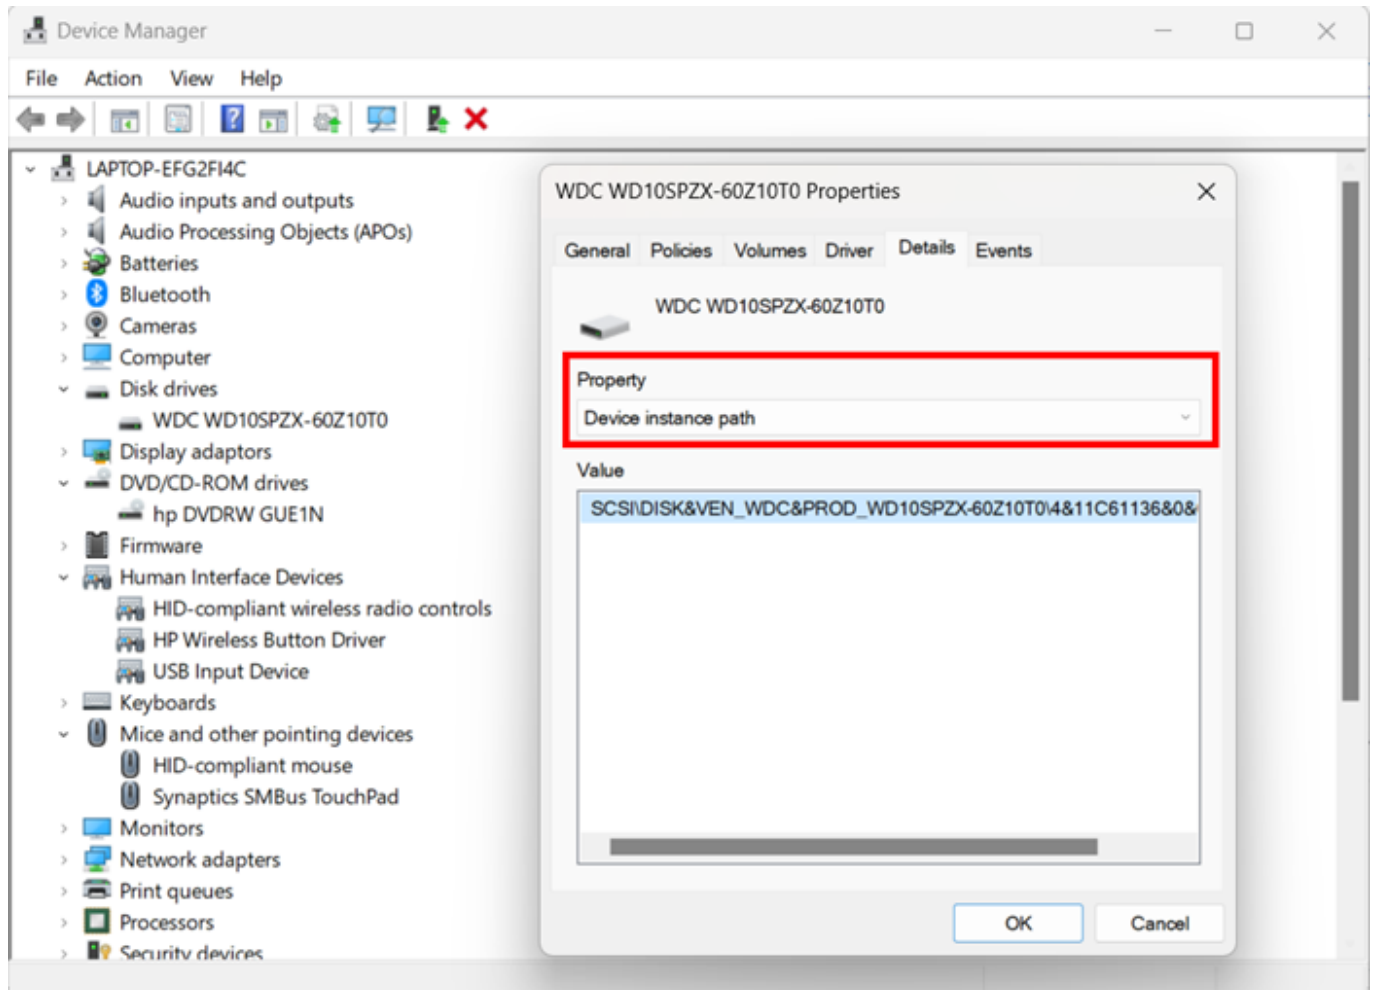 Device Manager
File Action View Help
LAPTOP-EFG2FI4C
Audio inputs and outputs
Audio Processing Objects (APOs)
Batteries
Bluetooth
Cameras
Computer
Disk drives
WDC WD10SPZX-60Z10T0
Display adaptors
DVD/CD-ROM drives
hp DVDRW GUE1N
Firmware
Human Interface Devices
HID-compliant wireless radio controls
HP Wireless Button Driver
USB Input Device
Keyboards
Mice and other pointing devices
HID-compliant mouse
Synaptics SMBus TouchPad
Monitors
Network adapters
Print queues
Processors
Security devices
WDC WD10SPZX-60Z10T0 Properties
General Policies Volumes Driver Details Events
WDC WD10SPZX-60Z10T0
Property
Device instance path
Value
SCSI\DISK&VEN_WDC&PROD_WD10SPZX-60Z10T0\4&11C61136&0&
OK Cancel